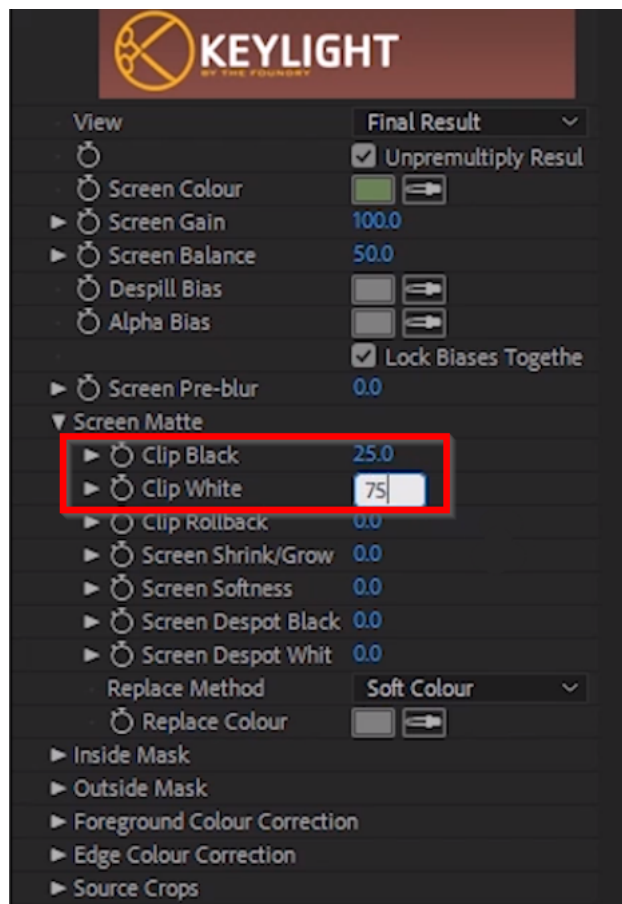 KEYLIGHT
BY THE FOUNDRY
View Final Result
Unpremultiply Resul
Screen Colour
Screen Gain 100.0
Screen Balance 50.0
Despill Bias
Alpha Bias
Lock Biases Togethe
Screen Pre-blur 0.0
Screen Matte
Clip Black 25.0
Clip White 75
Clip Rollback 0.0
Screen Shrink/Grow 0.0
Screen Softness 0.0
Screen Despot Black 0.0
Screen Despot Whit 0.0
Replace Method Soft Colour
Replace Colour
Inside Mask
Outside Mask
Foreground Colour Correction
Edge Colour Correction
Source Crops